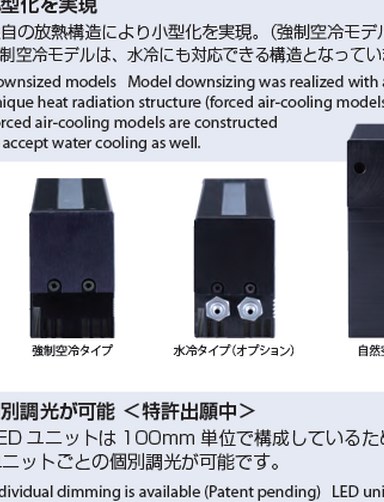 型化を実現
自の放熱構造により小型化を実現。（強制空冷モデル
制空冷モデルは、水冷にも対応できる構造となってい
ownsized models Model downsizing was realized with a
nique heat radiation structure (forced air-cooling models
orced air-cooling models are constructed
accept water cooling as well.
強制空冷タイプ
水冷タイプ（オプション）
自然空
別調光が可能 ＜特許出願中＞
ED ユニットは 100mm 単位で構成しているため
ユニットごとの個別調光が可能です。
dividual dimming is available (Patent pending) LED uni